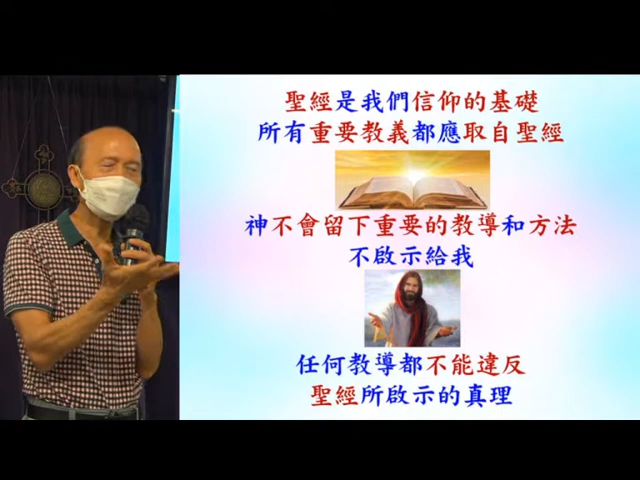 聖經是我們信仰的基礎
所有重要教義都應取自聖經
神不會留下重要的教導和方法
不啟示給我
任何教導都不能違反
聖經所啟示的真理